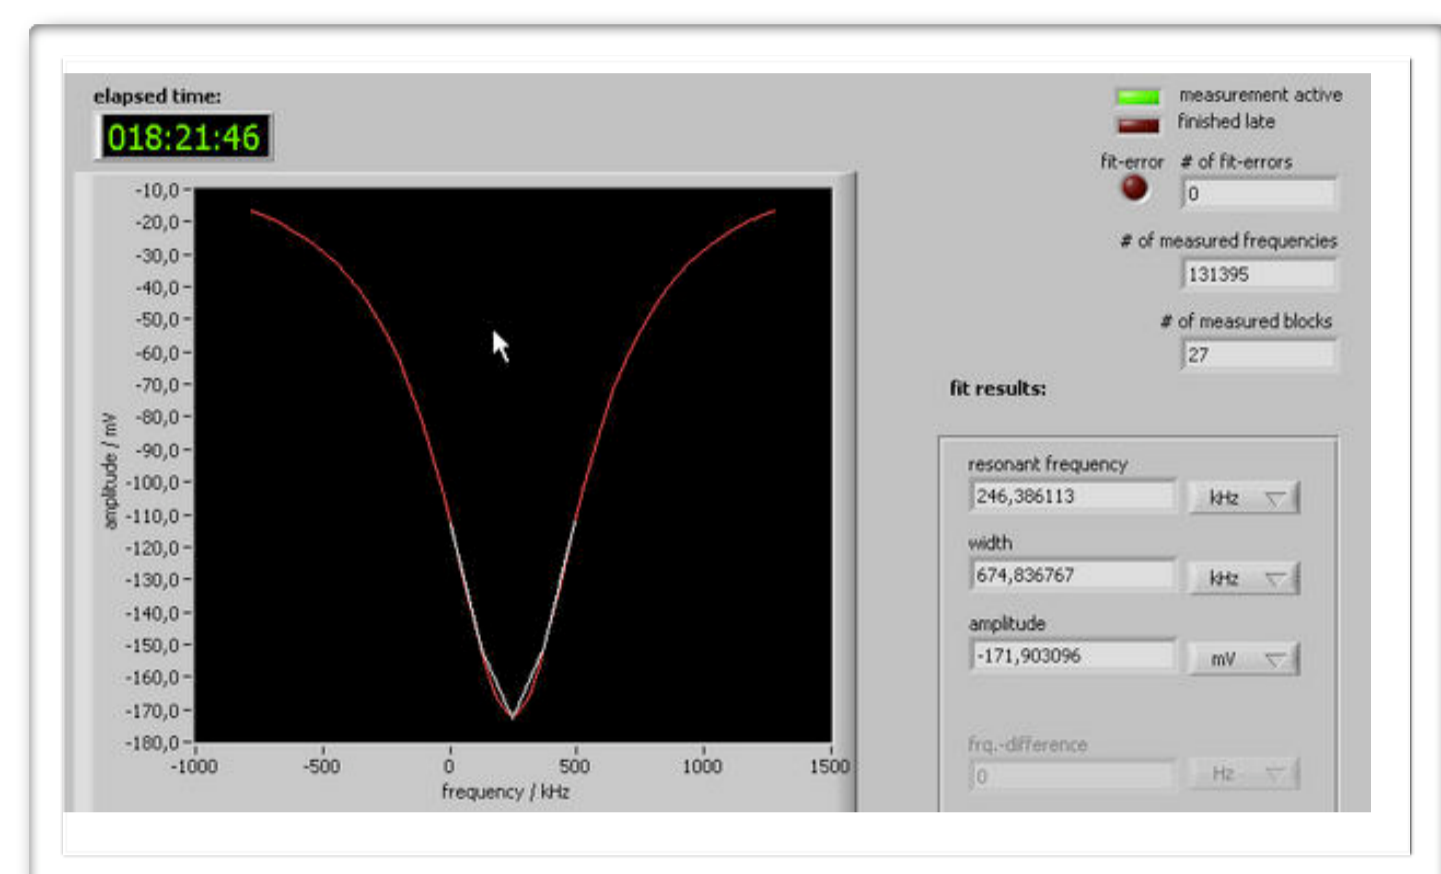 elapsed time:
018:21:46
measurement active
finished late
fit-error
# of fit-errors
0
# of measured frequencies
131395
# of measured blocks
27
-10,0
-20,0
-30,0
-40,0
-50,0
-60,0
-70,0
-80,0
-90,0
-100,0
-110,0
-120,0
-130,0
-140,0
-150,0
-160,0
-170,0
-180,0
amplitude / mV
-1000
-500
0
500
1000
1500
frequency / kHz
fit results:
resonant frequency
246,386113 kHz
width
674,836767 kHz
amplitude
-171,903096 mV
frq.-difference
0 Hz